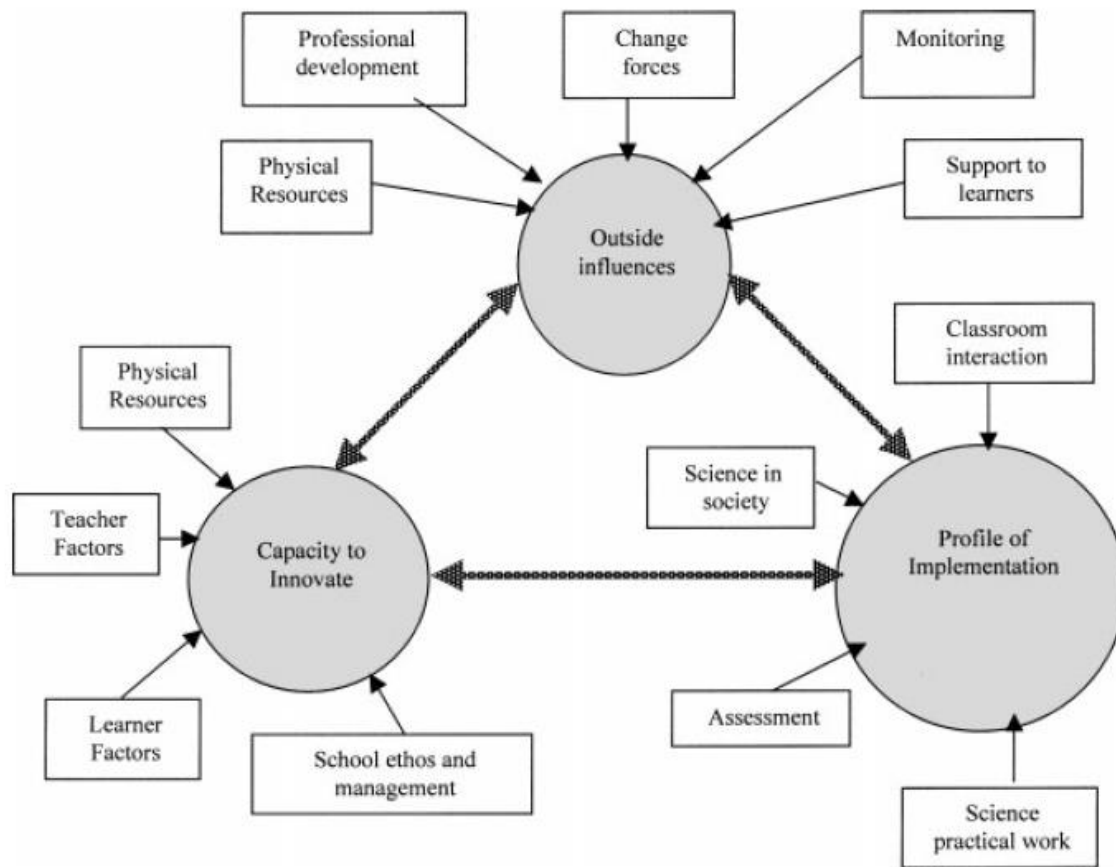 Professional
development
Change
forces
Monitoring
Physical
Resources
Support to
learners
Outside
influences
Classroom
interaction
Physical
Resources
Science in
society
Teacher
Factors
Capacity to
Innovate
Profile of
Implementation
Learner
Factors
School ethos and
management
Assessment
Science
practical work